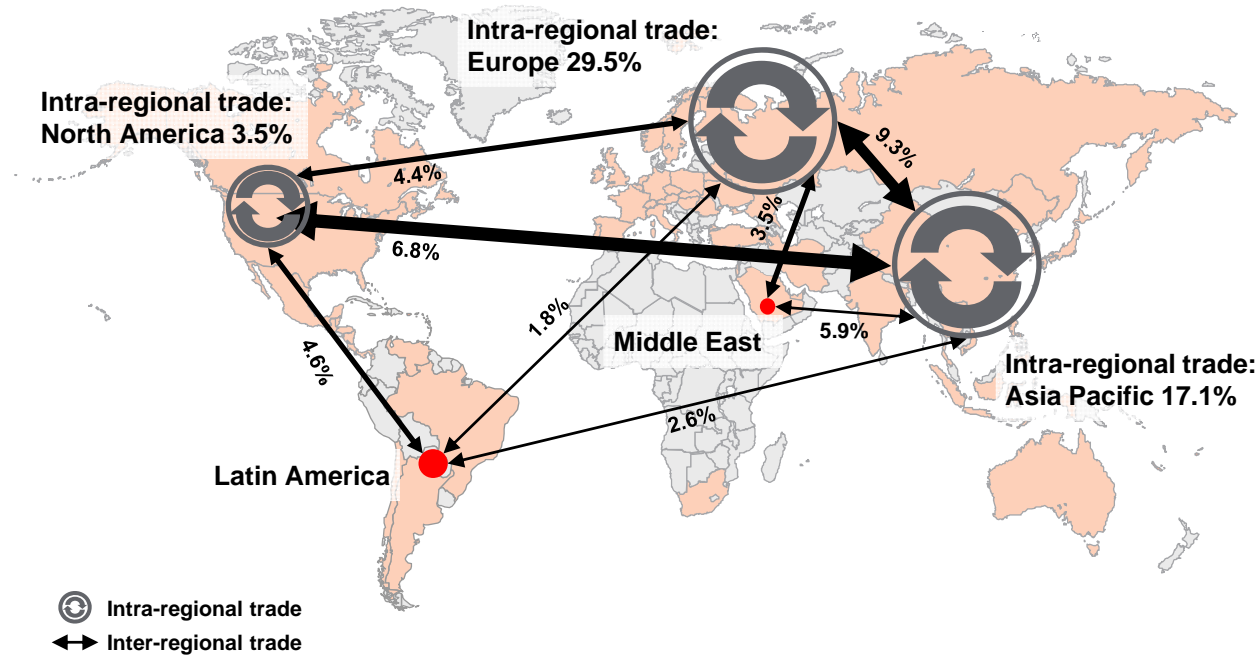 Intra-regional trade:
Europe 29.5%
Intra-regional trade:
North America 3.5%
9.3%
4.4%
3.5%
6.8%
1.8%
5.9%
Middle East
4.6%
Intra-regional trade:
Asia Pacific 17.1%
2.6%
Latin America
Intra-regional trade
Inter-regional trade